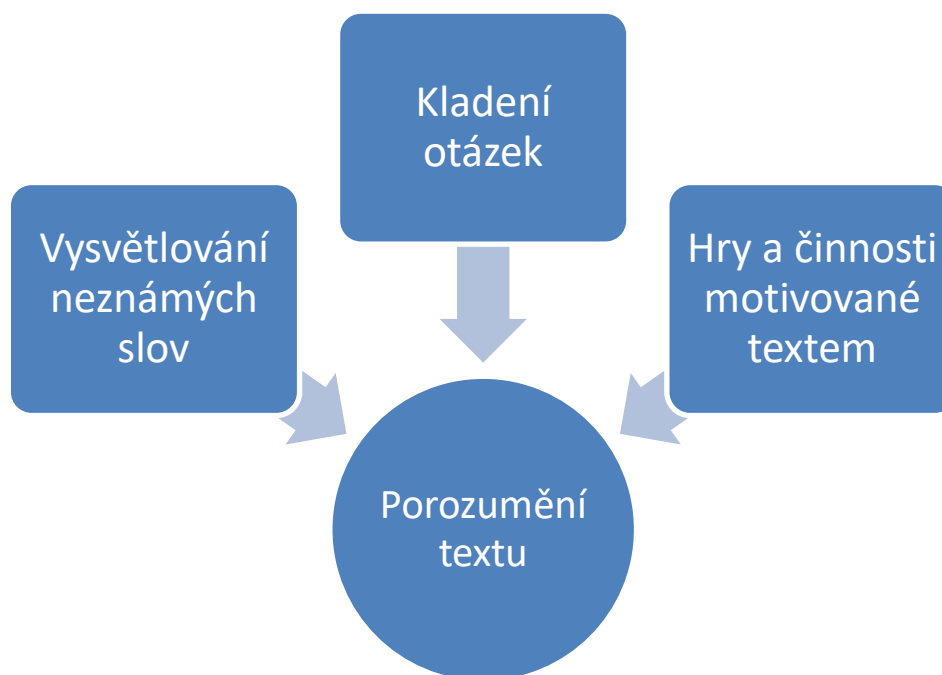 Kladení
otázek
Vysvětlování
neznámých
slov
Hry a činnosti
motivované
textem
Porozumění
textu